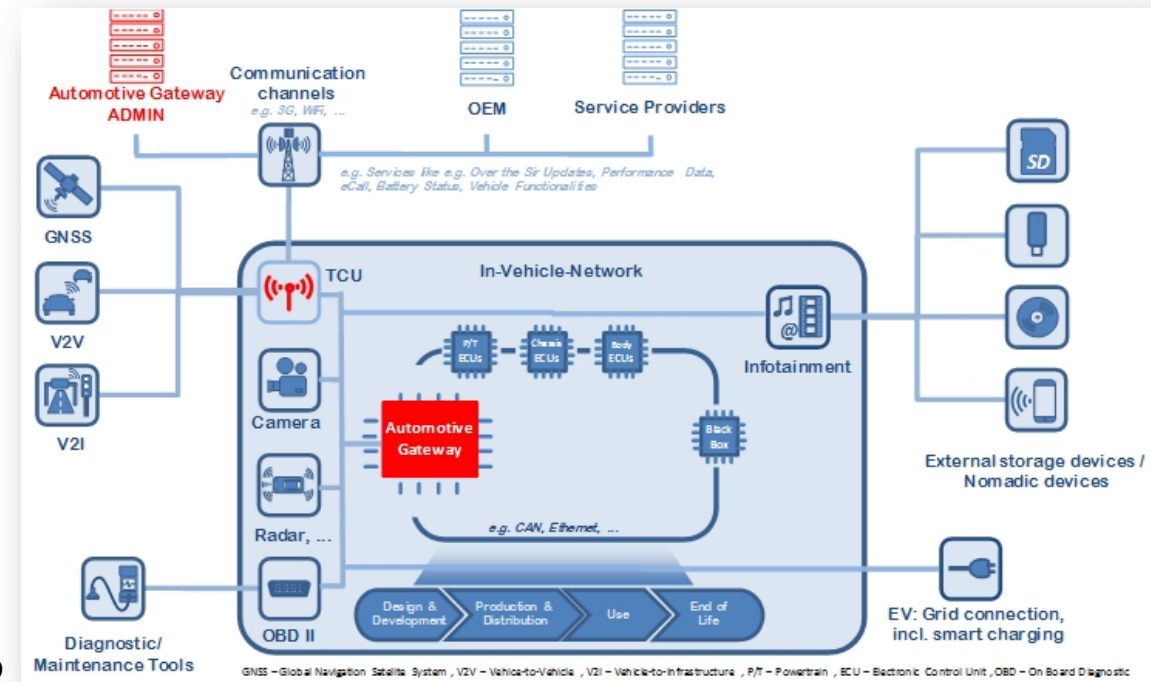 Automotive Gateway
ADMIN
Communication
channels
e.g. 3G, WiFi, ...
OEM
Service Providers
e.g. Services like e.g. Over the Sir Updates, Performance Data,
eCall, Battery Status, Vehicle Functionalities
GNSS
V2V
V2I
TCU
In-Vehicle-Network
P/T
ECUs
Chassis
ECUs
Body
ECUs
Black
Box
Automotive
Gateway
Camera
Radar, ...
OBD II
@
Infotainment
SD
External storage devices /
Nomadic devices
e.g. CAN, Ethernet, ...
Design &
Development
Production &
Distribution
Use
End of
Life
Diagnostic/
Maintenance Tools
EV: Grid connection,
incl. smart charging
GNSS – Global Navigation Satelite System , V2V – Vehice-to-Vehicle , V2I – Vehicle-to-Infrastructure , P/T – Powertrain , ECU – Electronic Control Unit , OBD – On Board Diagnostic